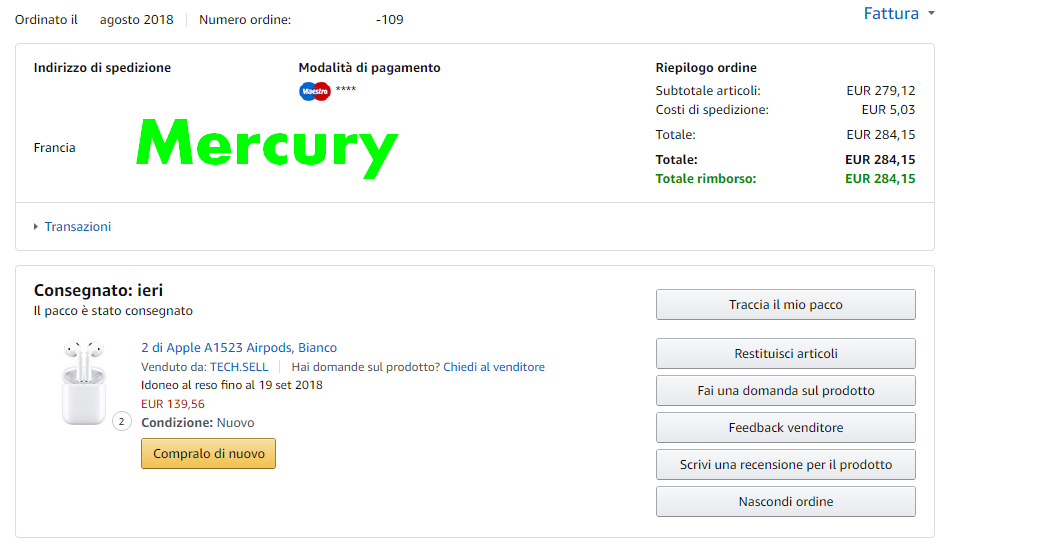 Ordinato il agosto 2018 Numero ordine: -109
Fattura
Indirizzo di spedizione
Francia
Modalità di pagamento
Maestro ****
Riepilogo ordine
Subtotale articoli: EUR 279,12
Costi di spedizione: EUR 5,03
Totale: EUR 284,15
Totale: EUR 284,15
Totale rimborso: EUR 284,15
Mercury
Transazioni
Consegnato: ieri
Il pacco è stato consegnato
2
2 di Apple A1523 Airpods, Bianco
Venduto da: TECH.SELL Hai domande sul prodotto? Chiedi al venditore
Idoneo al reso fino al 19 set 2018
EUR 139,56
Condizione: Nuovo
Compralo di nuovo
Traccia il mio pacco
Restituisci articoli
Fai una domanda sul prodotto
Feedback venditore
Scrivi una recensione per il prodotto
Nascondi ordine